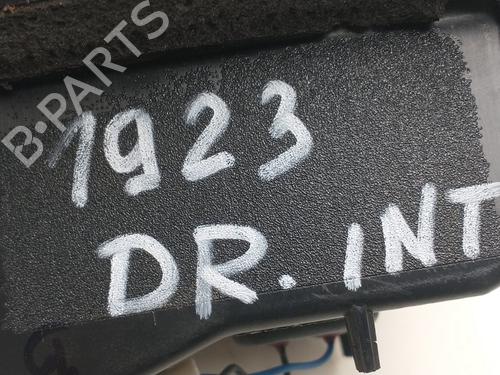 B-PARTS
1923
DR. INT